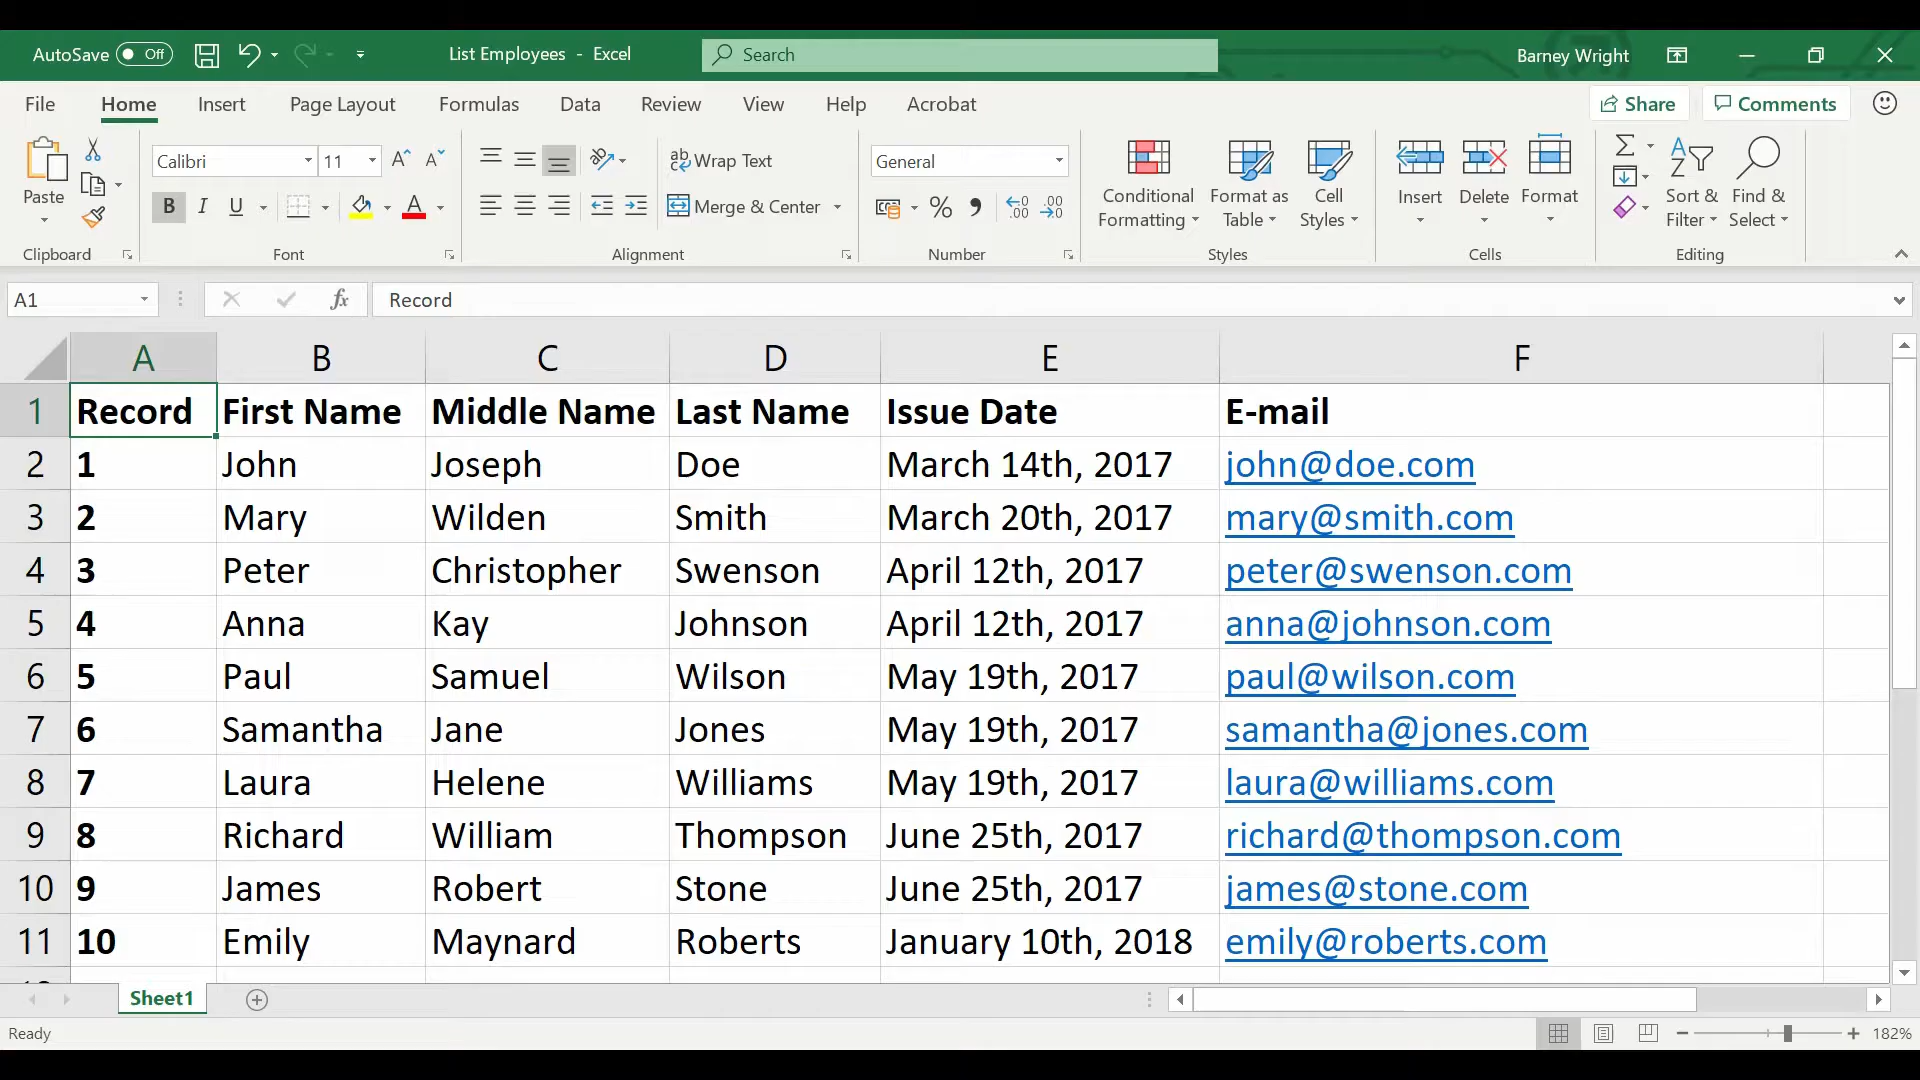 AutoSave Off List Employees - Excel Search Barney Wright
File Home Insert Page Layout Formulas Data Review View Help Acrobat Share Comments
Paste Calibri 11 A A ab Wrap Text General Conditional Formatting Format as Table Cell Styles Insert Delete Format Sort & Filter Find & Select
B I U A Merge & Center % , .00 .00
Clipboard Font Alignment Number Styles Cells Editing
A1 fx Record
A B C D E F
1 Record First Name Middle Name Last Name Issue Date E-mail
2 1 John Joseph Doe March 14th, 2017 john@doe.com
3 2 Mary Wilden Smith March 20th, 2017 mary@smith.com
4 3 Peter Christopher Swenson April 12th, 2017 peter@swenson.com
5 4 Anna Kay Johnson April 12th, 2017 anna@johnson.com
6 5 Paul Samuel Wilson May 19th, 2017 paul@wilson.com
7 6 Samantha Jane Jones May 19th, 2017 samantha@jones.com
8 7 Laura Helene Williams May 19th, 2017 laura@williams.com
9 8 Richard William Thompson June 25th, 2017 richard@thompson.com
10 9 James Robert Stone June 25th, 2017 james@stone.com
11 10 Emily Maynard Roberts January 10th, 2018 emily@roberts.com
Sheet1
Ready 182%